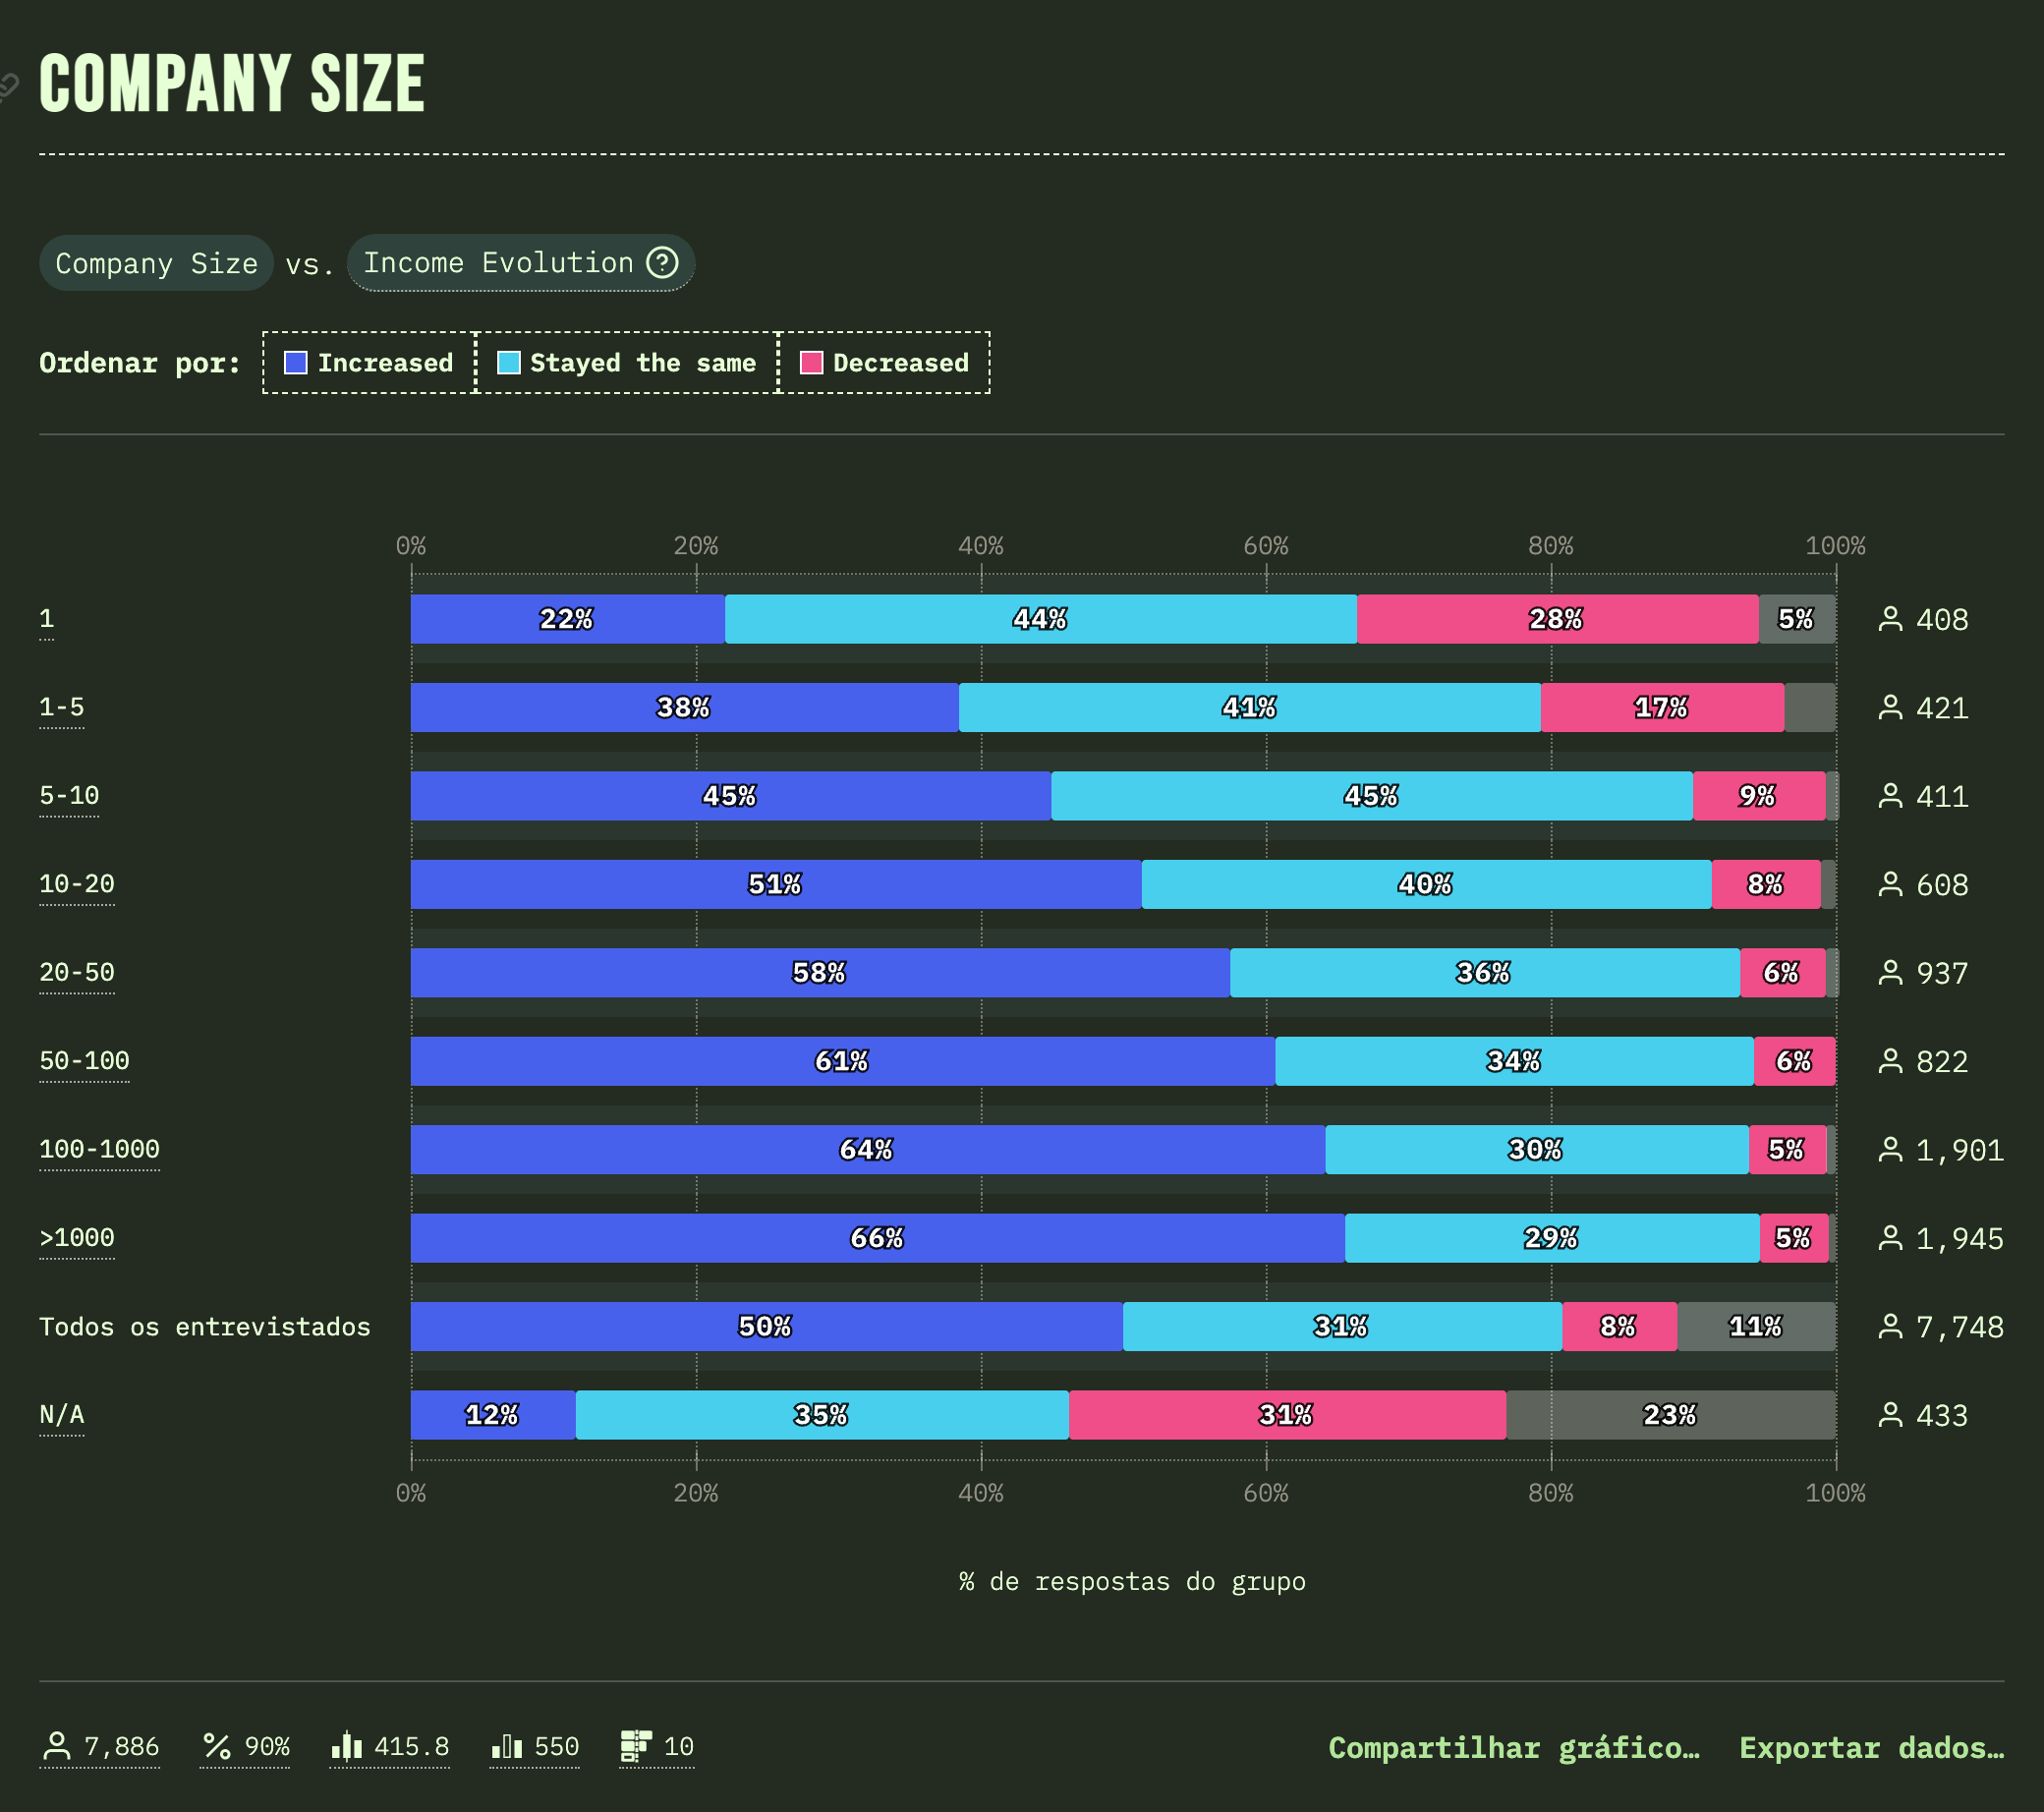 COMPANY SIZE
Company Size vs. Income Evolution ?
Ordenar por: Increased Stayed the same Decreased
0% 20% 40% 60% 80% 100%
1 22% 44% 28% 5% 408
1-5 38% 41% 17% 421
5-10 45% 45% 9% 411
10-20 51% 40% 8% 608
20-50 58% 36% 6% 937
50-100 61% 34% 6% 822
100-1000 64% 30% 5% 1,901
>1000 66% 29% 5% 1,945
Todos os entrevistados 50% 31% 8% 11% 7,748
N/A 12% 35% 31% 23% 433
0% 20% 40% 60% 80% 100%
% de respostas do grupo
7,886 90% 415.8 550 10 Compartilhar gráfico… Exportar dados…